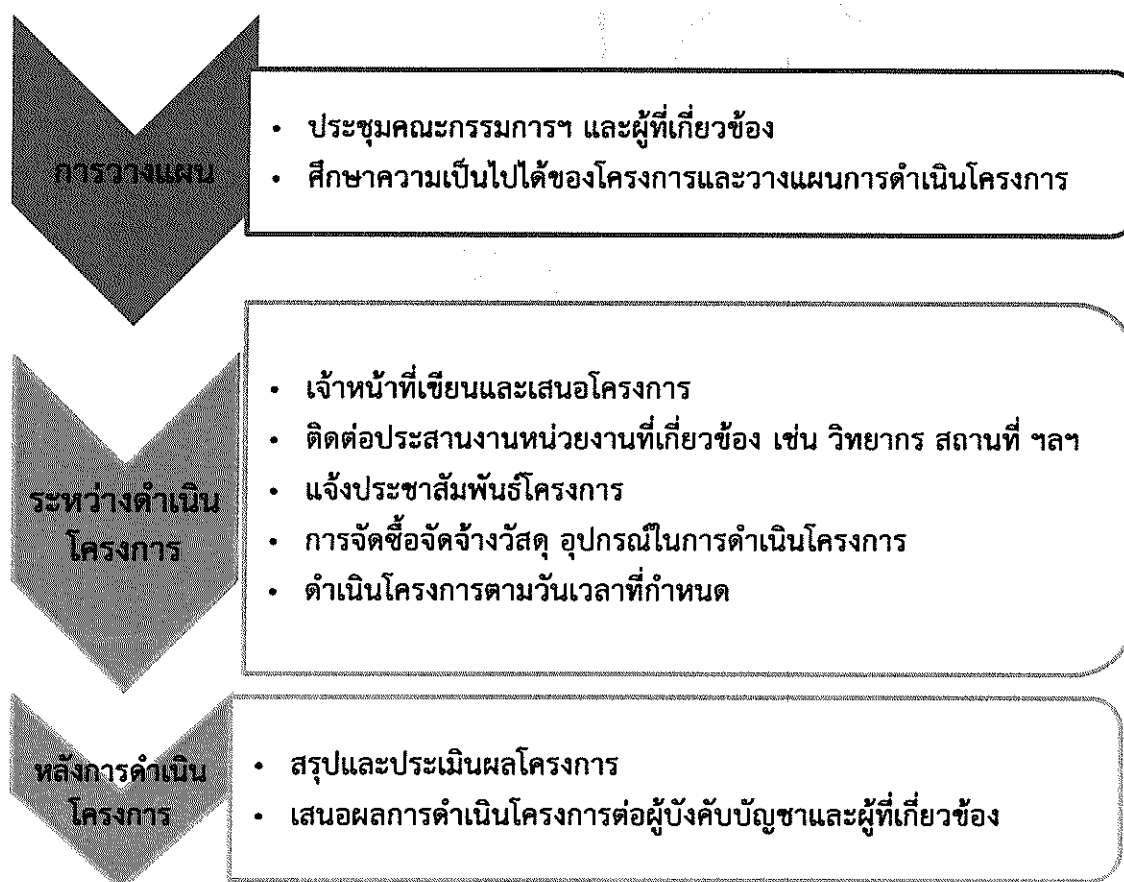 การวางแผน
• ประชุมคณะกรรมการฯ และผู้ที่เกี่ยวข้อง
• ศึกษาความเป็นไปได้ของโครงการและวางแผนการดำเนินโครงการ
ระหว่างดำเนิน
โครงการ
• เจ้าหน้าที่เขียนและเสนอโครงการ
• ติดต่อประสานงานหน่วยงานที่เกี่ยวข้อง เช่น วิทยากร สถานที่ ฯลฯ
• แจ้งประชาสัมพันธ์โครงการ
• การจัดซื้อจัดจ้างวัสดุ อุปกรณ์ในการดำเนินโครงการ
• ดำเนินโครงการตามวันเวลาที่กำหนด
หลังการดำเนิน
โครงการ
• สรุปและประเมินผลโครงการ
• เสนอผลการดำเนินโครงการต่อผู้บังคับบัญชาและผู้ที่เกี่ยวข้อง